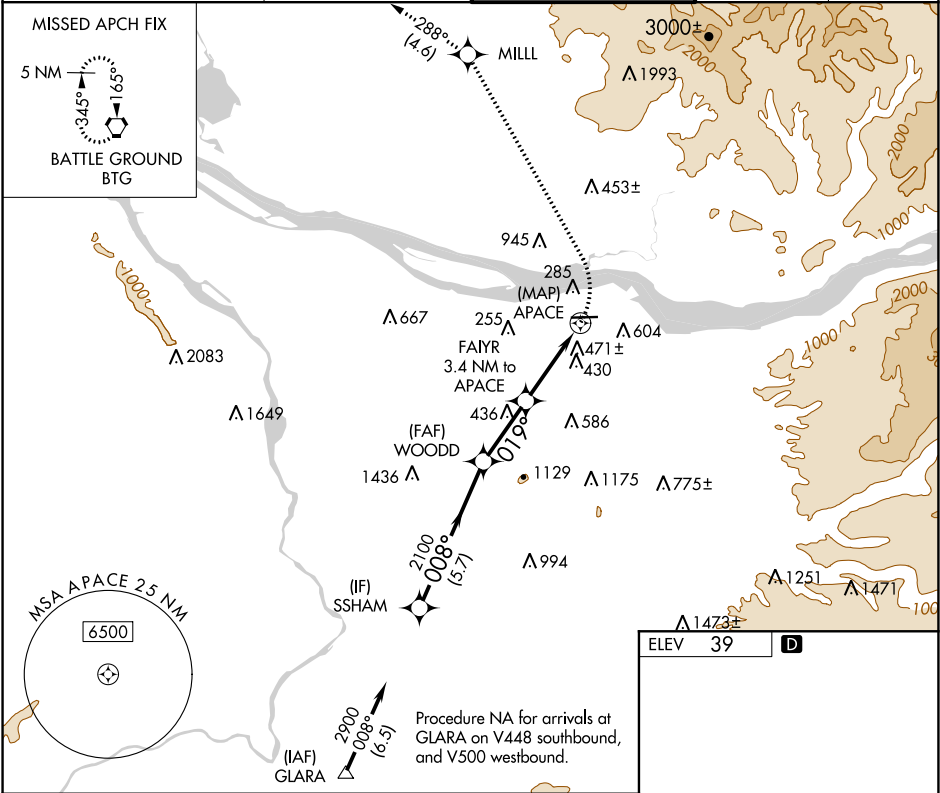 MISSED APCH FIX
5 NM
345°
165°
BATTLE GROUND
BTG
288°
(4.6)
MILLL
3000±
2000
1993
2000
1000
453±
945
285
(MAP)
APACE
1000
2083
667
255
604
FAIYR
3.4 NM to
APACE
471±
430
2000
1000
1649
436
586
(FAF)
WOODD
019°
1436
1129
1175
775±
2100
008°
(5.7)
994
(IF)
SSHAM
1251
1471
100
1473±
MSA APACE 25 NM
6500
ELEV 39
D
2900
008°
(6.5)
(IAF)
GLARA
Procedure NA for arrivals at
GLARA on V448 southbound,
and V500 westbound.